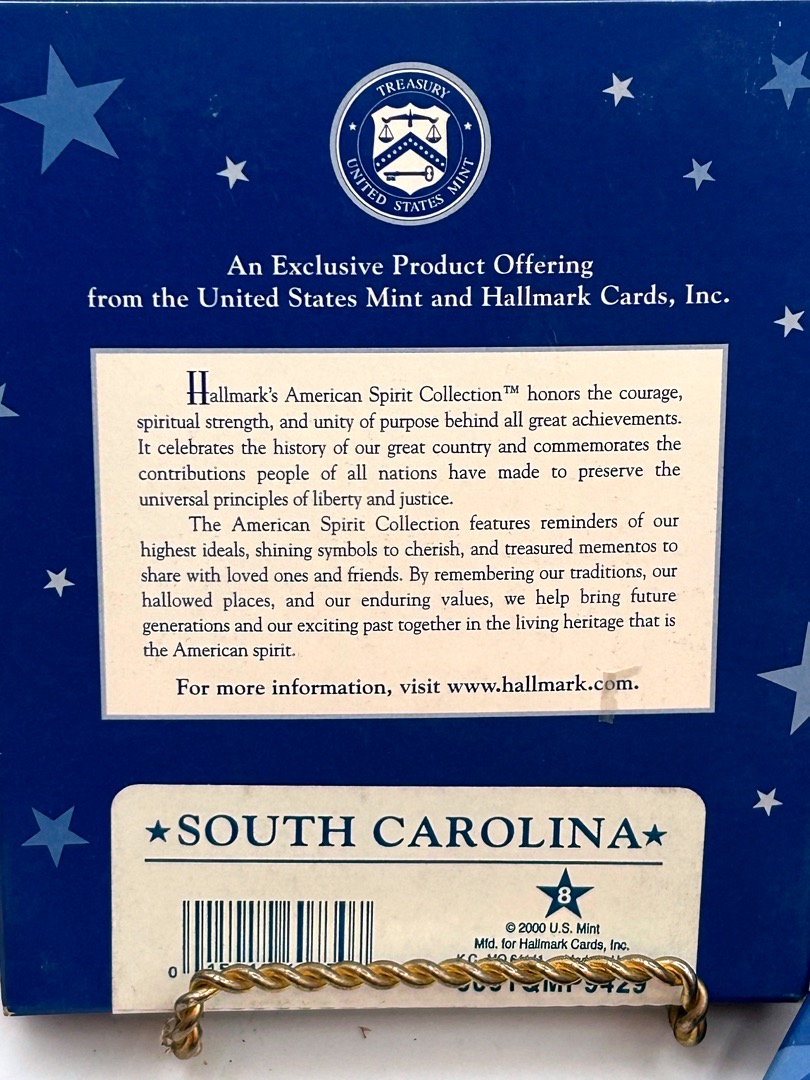 TREASURY
UNITED STATES MINT
An Exclusive Product Offering
from the United States Mint and Hallmark Cards, Inc.
Hallmark's American Spirit Collection™ honors the courage,
spiritual strength, and unity of purpose behind all great achievements.
It celebrates the history of our great country and commemorates the
contributions people of all nations have made to preserve the
universal principles of liberty and justice.
The American Spirit Collection features reminders of our
highest ideals, shining symbols to cherish, and treasured mementos to
share with loved ones and friends. By remembering our traditions, our
hallowed places, and our enduring values, we help bring future
generations and our exciting past together in the living heritage that is
the American spirit.
For more information, visit www.hallmark.com.
★SOUTH CAROLINA★
8
© 2000 U.S. Mint
Mfd. for Hallmark Cards, Inc.
0